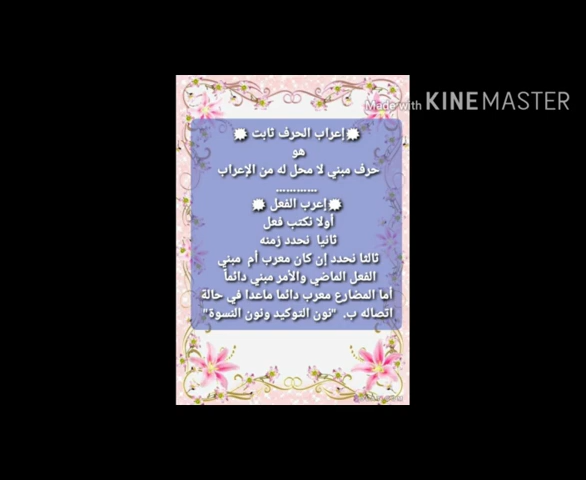 Made with KINEMASTER
إعراب الحرف ثابت
هو
حرف مبني لا محل له من الإعراب
...........
إعرب الفعل
أولا نكتب فعل
ثانيا نحدد زمنه
ثالثا نحدد إن كان معرب أم مبني
الفعل الماضي والأمر مبني دائماً
أما المضارع معرب دائما ماعدا في حالة
اتصاله ب. "نون التوكيد ونون النسوة"